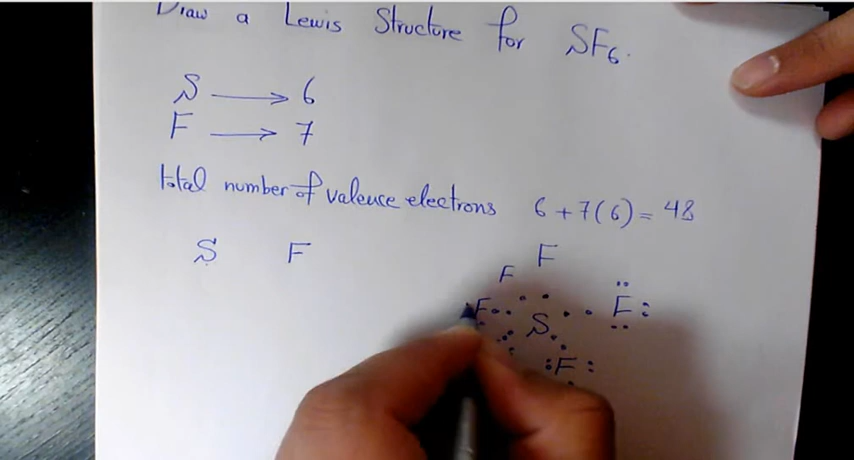 Draw a Lewis Structure for SF₆.
S → 6
F → 7
total number of valence electrons 6 + 7(6) = 48
S F
F
F
F S F
F